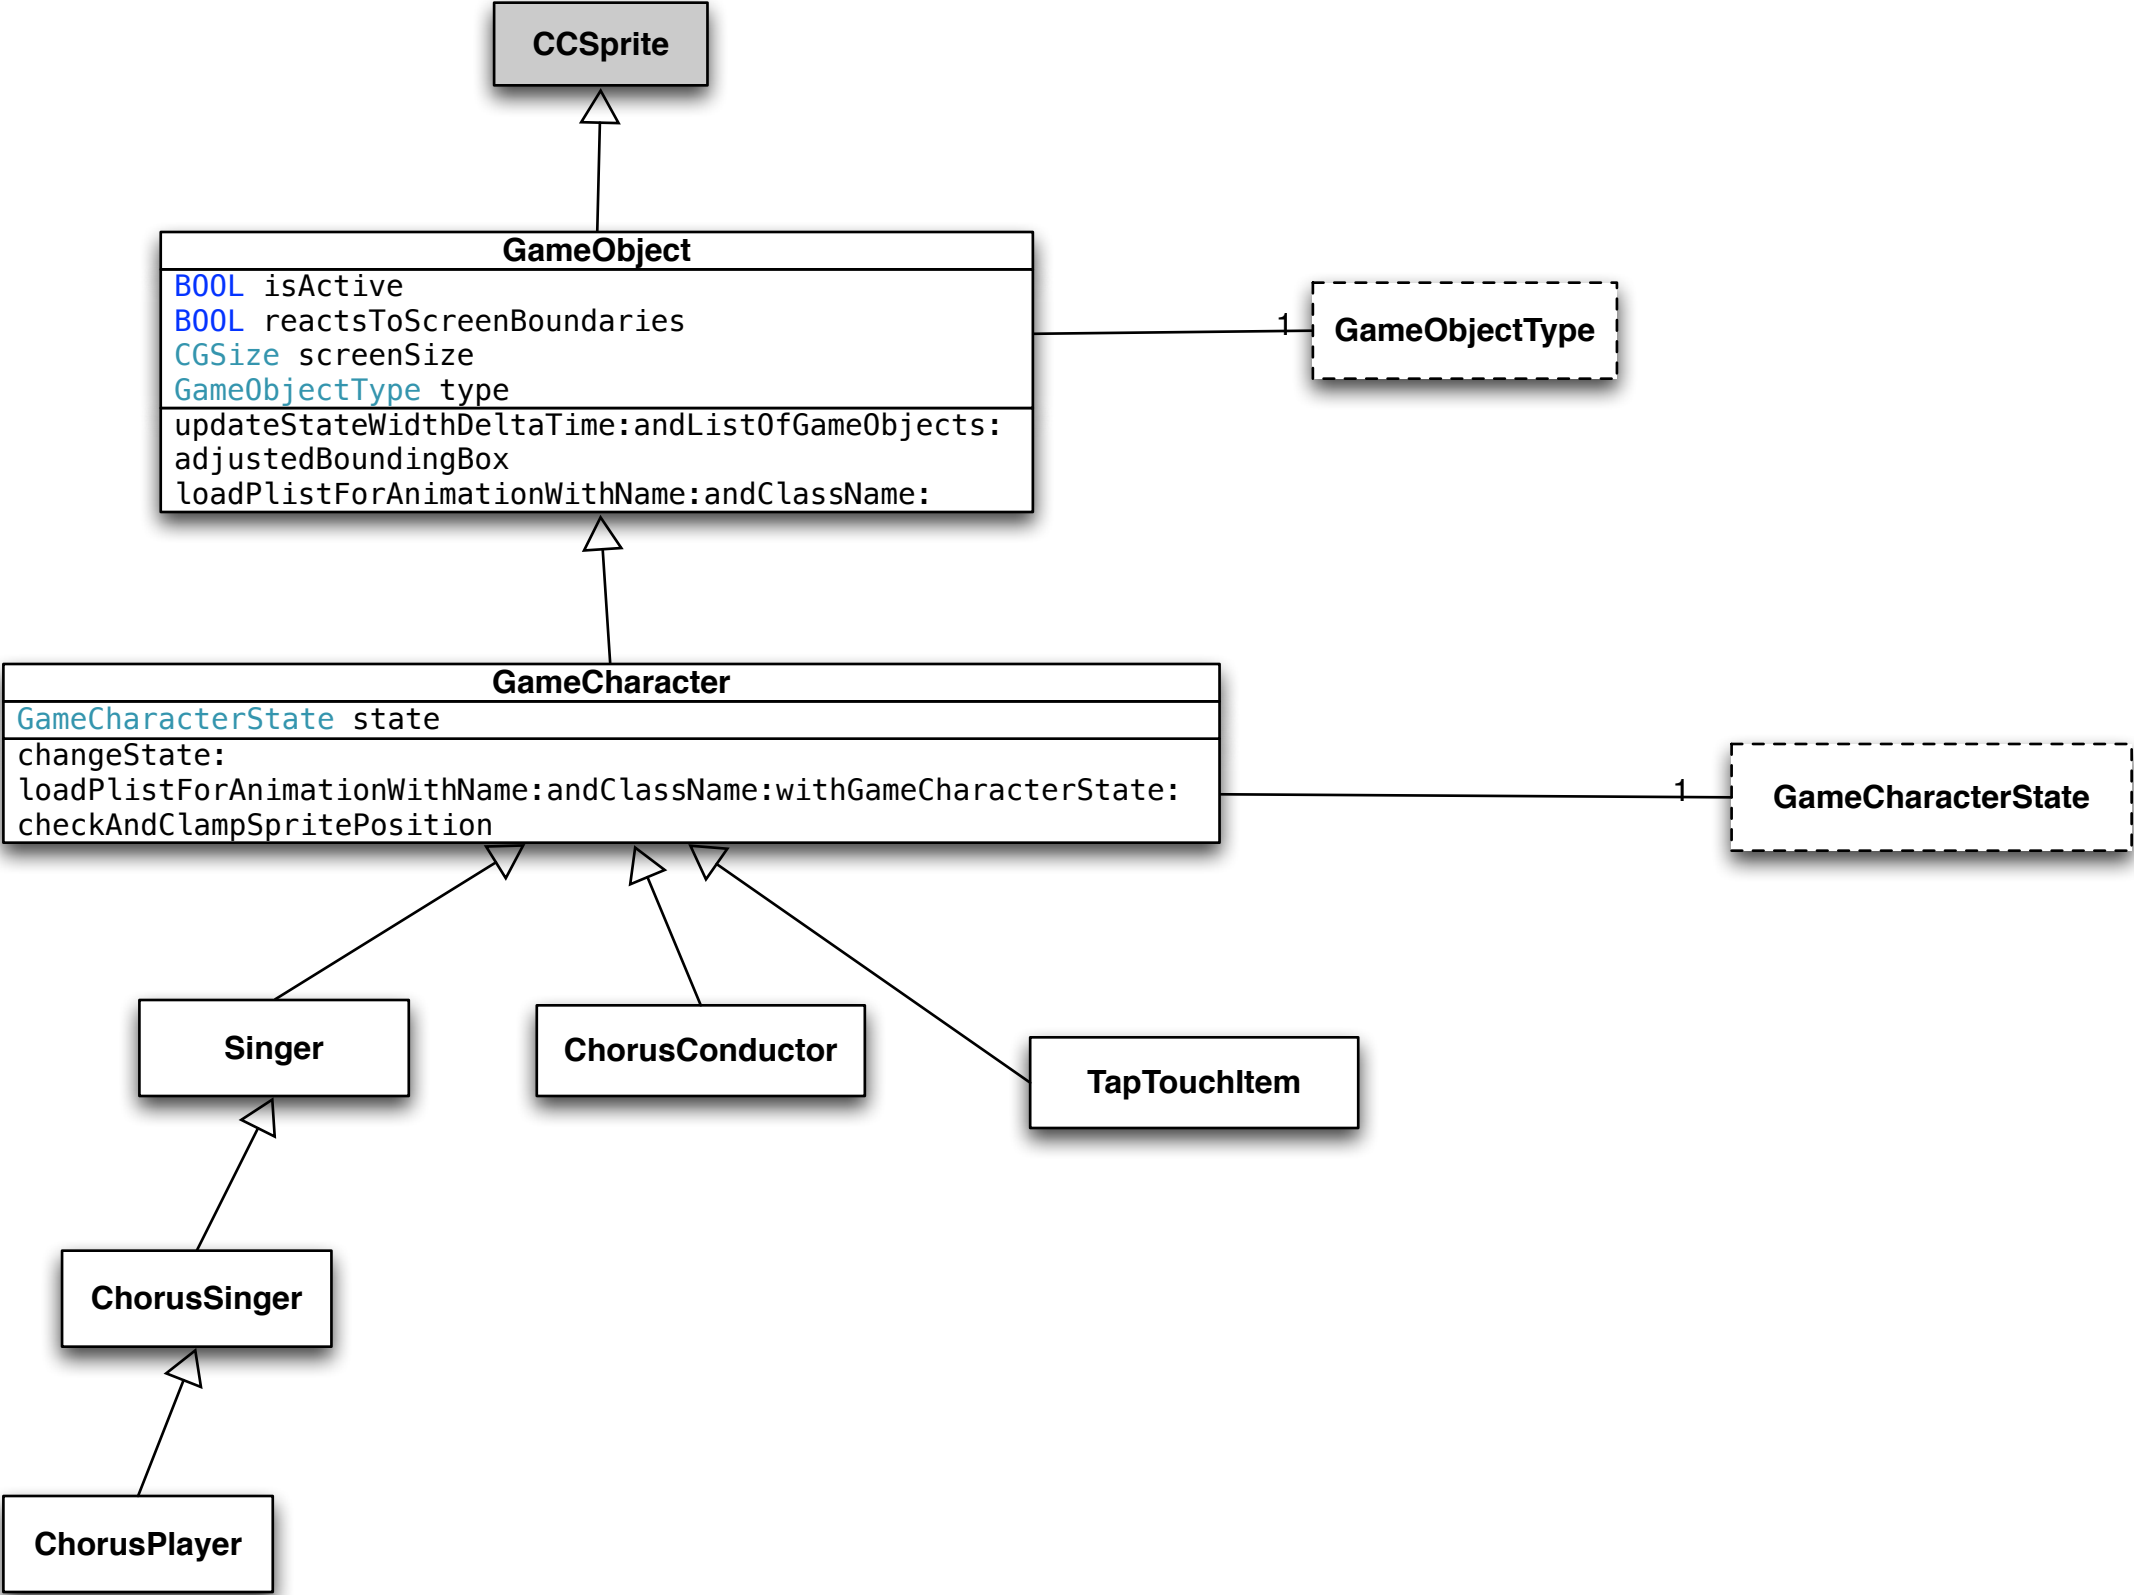 CCSprite
GameObject
BOOL isActive
BOOL reactsToScreenBoundaries
CGSize screenSize
GameObjectType type
updateStateWidthDeltaTime:andListOfGameObjects:
adjustedBoundingBox
loadPlistForAnimationWithName:andClassName:
1
GameObjectType
GameCharacter
GameCharacterState state
changeState:
loadPlistForAnimationWithName:andClassName:withGameCharacterState:
checkAndClampSpritePosition
1
GameCharacterState
Singer
ChorusConductor
TapTouchItem
ChorusSinger
ChorusPlayer